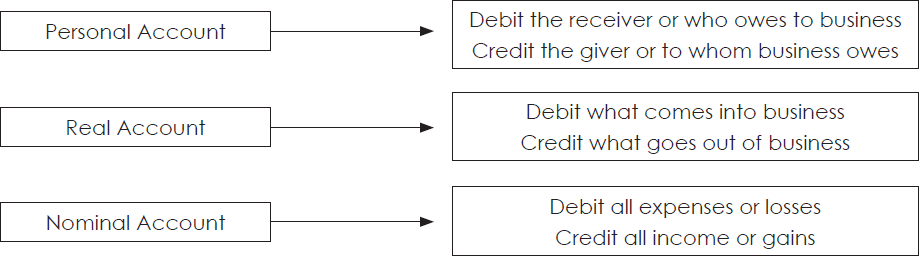 Personal Account
Debit the receiver or who owes to business
Credit the giver or to whom business owes
Real Account
Debit what comes into business
Credit what goes out of business
Nominal Account
Debit all expenses or losses
Credit all income or gains